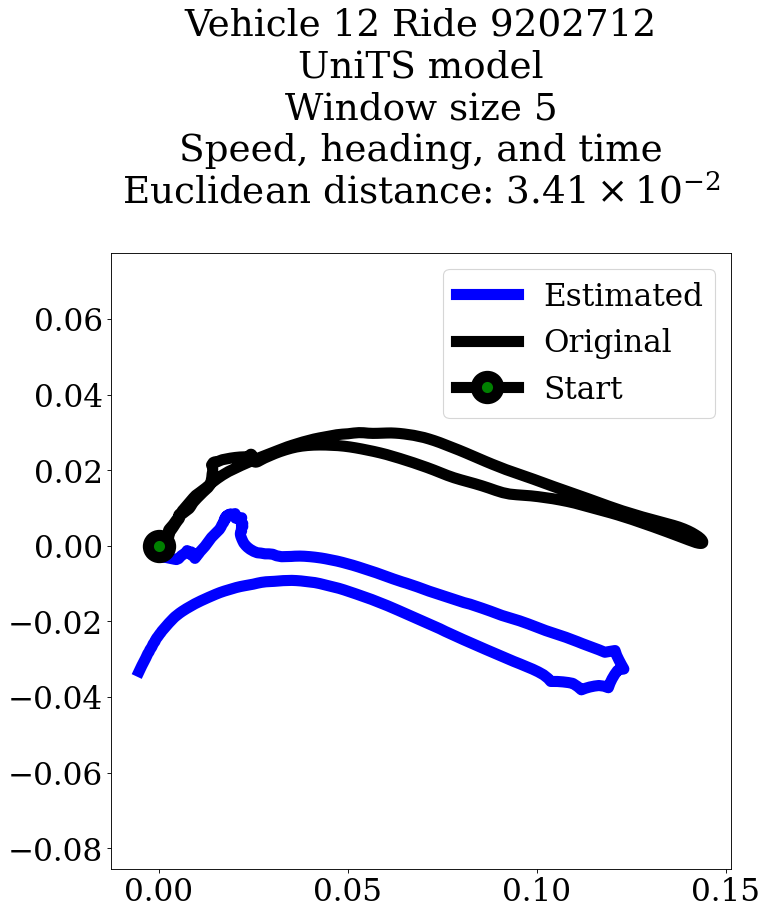 Vehicle 12 Ride 9202712
UniTS model
Window size 5
Speed, heading, and time
Euclidean distance: 3.41 × 10⁻²
Estimated
Original
Start
0.06
0.04
0.02
0.00
−0.02
−0.04
−0.06
−0.08
0.00 0.05 0.10 0.15